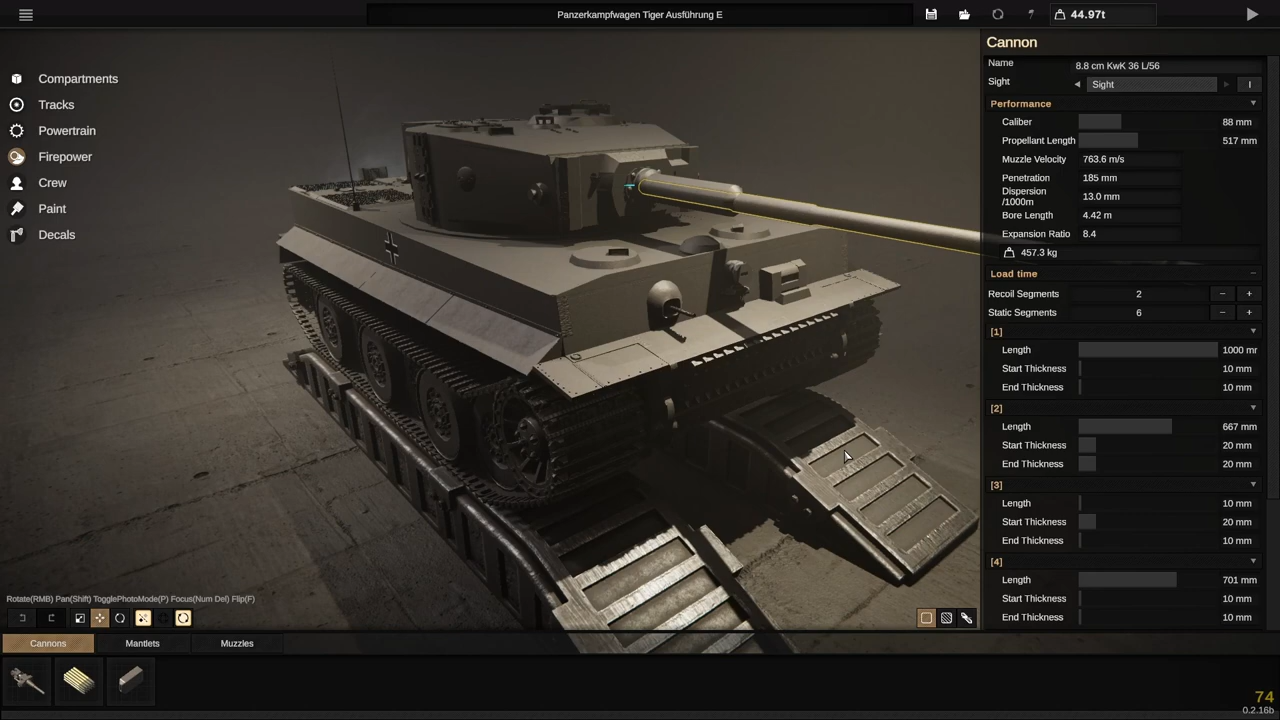 Panzerkampfwagen Tiger Ausführung E
44.97t
Compartments
Tracks
Powertrain
Firepower
Crew
Paint
Decals
Cannon
Name 8.8 cm KwK 36 L/56
Sight Sight I
Performance
Caliber 88 mm
Propellant Length 517 mm
Muzzle Velocity 763.6 m/s
Penetration 185 mm
Dispersion /1000m 13.0 mm
Bore Length 4.42 m
Expansion Ratio 8.4
457.3 kg
Load time
Recoil Segments 2 - +
Static Segments 6 - +
[1]
Length 1000 mr
Start Thickness 10 mm
End Thickness 10 mm
[2]
Length 667 mm
Start Thickness 20 mm
End Thickness 20 mm
[3]
Length 10 mm
Start Thickness 20 mm
End Thickness 10 mm
[4]
Length 701 mm
Start Thickness 10 mm
End Thickness 10 mm
Rotate(RMB) Pan(Shift) TogglePhotoMode(P) Focus(Num Del) Flip(F)
Cannons Mantlets Muzzles
74
0.2.16b